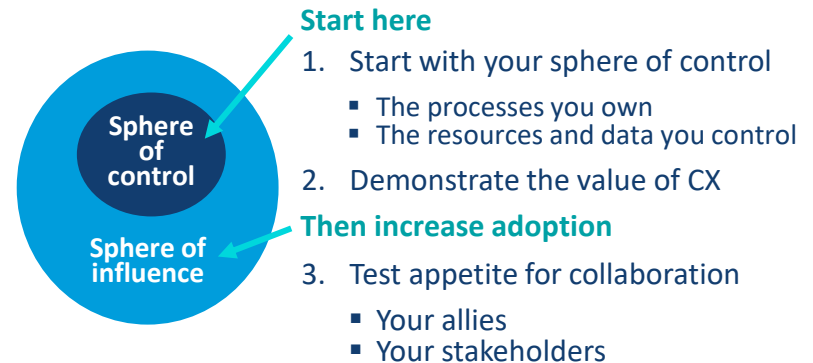 Start here
1. Start with your sphere of control
▪ The processes you own
▪ The resources and data you control
2. Demonstrate the value of CX
Then increase adoption
3. Test appetite for collaboration
▪ Your allies
▪ Your stakeholders
Sphere
of
control
Sphere of
influence